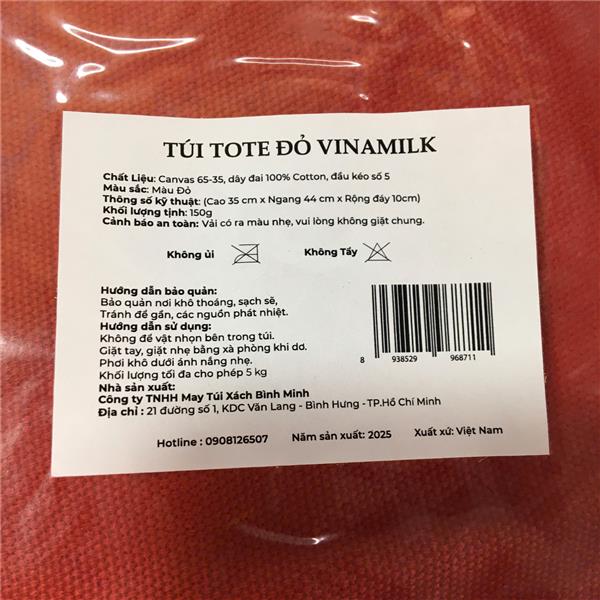 TÚI TOTE ĐỎ VINAMILK
Chất Liệu: Canvas 65-35, dây đai 100% Cotton, đầu kéo số 5
Màu sắc: Màu Đỏ
Thông số kỹ thuật: (Cao 35 cm x Ngang 44 cm x Rộng đáy 10cm)
Khối lượng tịnh: 150g
Cảnh báo an toàn: Vải có ra màu nhẹ, vui lòng không giặt chung.
Không ủi Không Tẩy
Hướng dẫn bảo quản:
Bảo quản nơi khô thoáng, sạch sẽ,
Tránh để gần, các nguồn phát nhiệt.
Hướng dẫn sử dụng:
Không để vật nhọn bên trong túi.
Giặt tay, giặt nhẹ bằng xà phòng khi dơ.
Phơi khô dưới ánh nắng nhẹ.
Khối lượng tối đa cho phép 5 kg
8 938529 968711
Nhà sản xuất:
Công ty TNHH May Túi Xách Bình Minh
Địa chỉ : 21 đường số 1, KDC Văn Lang - Bình Hưng - TP.Hồ Chí Minh
Hotline : 0908126507 Năm sản xuất: 2025 Xuất xứ: Việt Nam